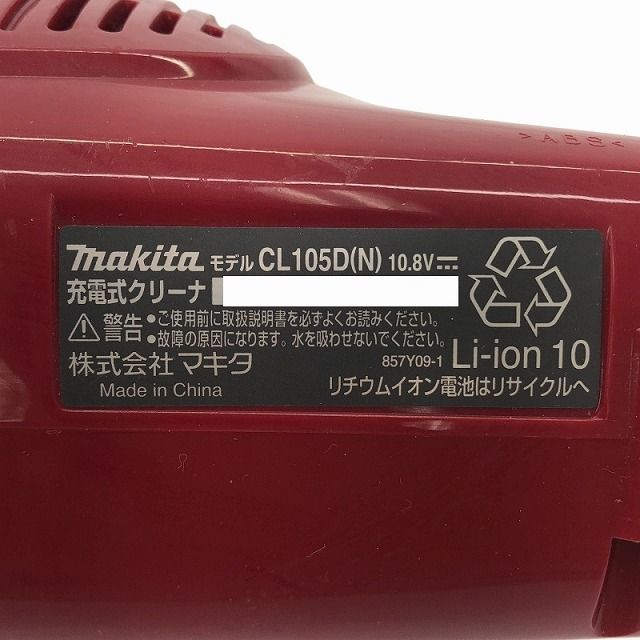 >ABS<
makita モデル CL105D(N) 10.8V⎓
充電式クリーナ
⚠警告 ●ご使用前に取扱説明書を必ずよくお読みください。
●故障の原因になります。水を吸わせないでください。
株式会社 マキタ 857Y09-1 Li-ion 10
Made in China リチウムイオン電池はリサイクルへ